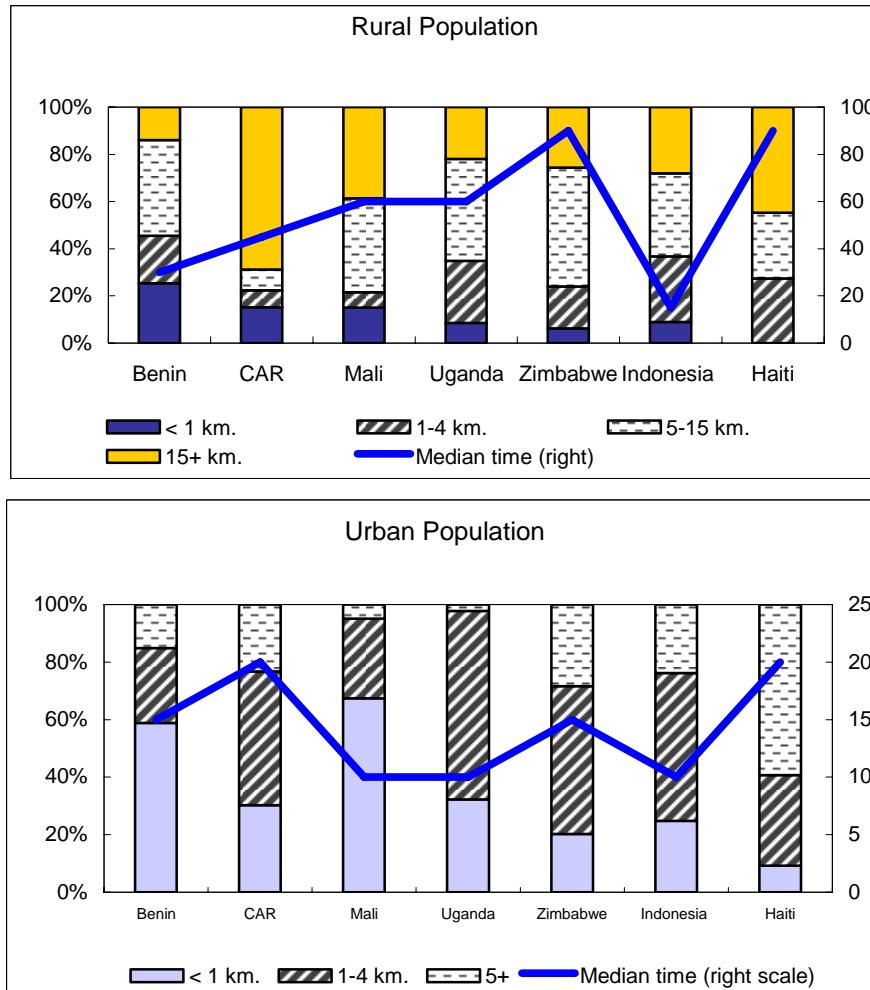 Rural Population
100% 100
80% 80
60% 60
40% 40
20% 20
0% 0
Benin CAR Mali Uganda Zimbabwe Indonesia Haiti
< 1 km. 1-4 km. 5-15 km.
15+ km. Median time (right)
Urban Population
100% 25
80% 20
60% 15
40% 10
20% 5
0% 0
Benin CAR Mali Uganda Zimbabwe Indonesia Haiti
< 1 km. 1-4 km. 5+ Median time (right scale)